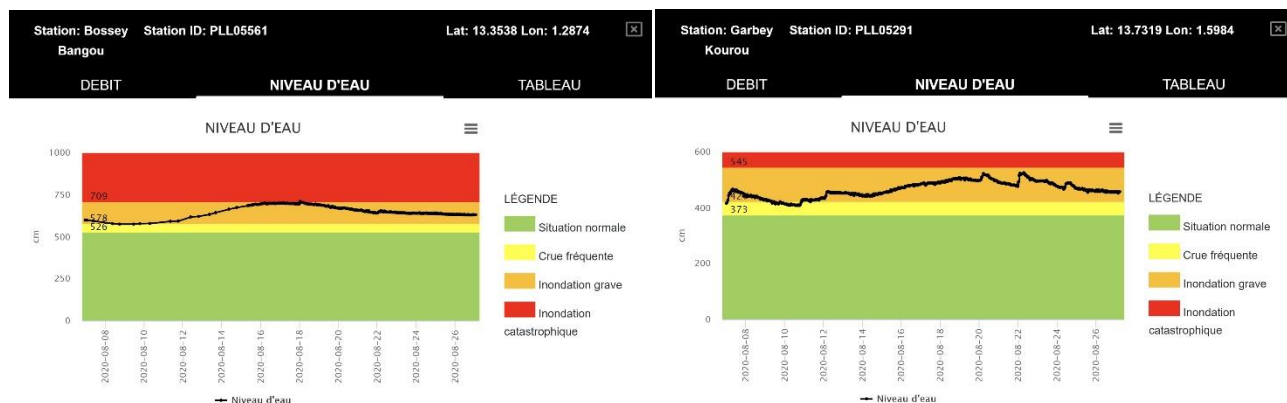 Station: Bossey Bangou Station ID: PLL05561 Lat: 13.3538 Lon: 1.2874
DEBIT NIVEAU D'EAU TABLEAU
NIVEAU D'EAU
1000
750
500
250
0
cm
709
578
526
2020-08-08
2020-08-10
2020-08-12
2020-08-14
2020-08-16
2020-08-18
2020-08-20
2020-08-22
2020-08-24
2020-08-26
Niveau d'eau
LÉGENDE
Situation normale
Crue fréquente
Inondation grave
Inondation
catastrophique
Station: Garbey Kourou Station ID: PLL05291 Lat: 13.7319 Lon: 1.5984
DEBIT NIVEAU D'EAU TABLEAU
NIVEAU D'EAU
600
400
200
0
cm
545
373
2020-08-08
2020-08-10
2020-08-12
2020-08-14
2020-08-16
2020-08-18
2020-08-20
2020-08-22
2020-08-24
2020-08-26
Niveau d'eau
LÉGENDE
Situation normale
Crue fréquente
Inondation grave
Inondation
catastrophique